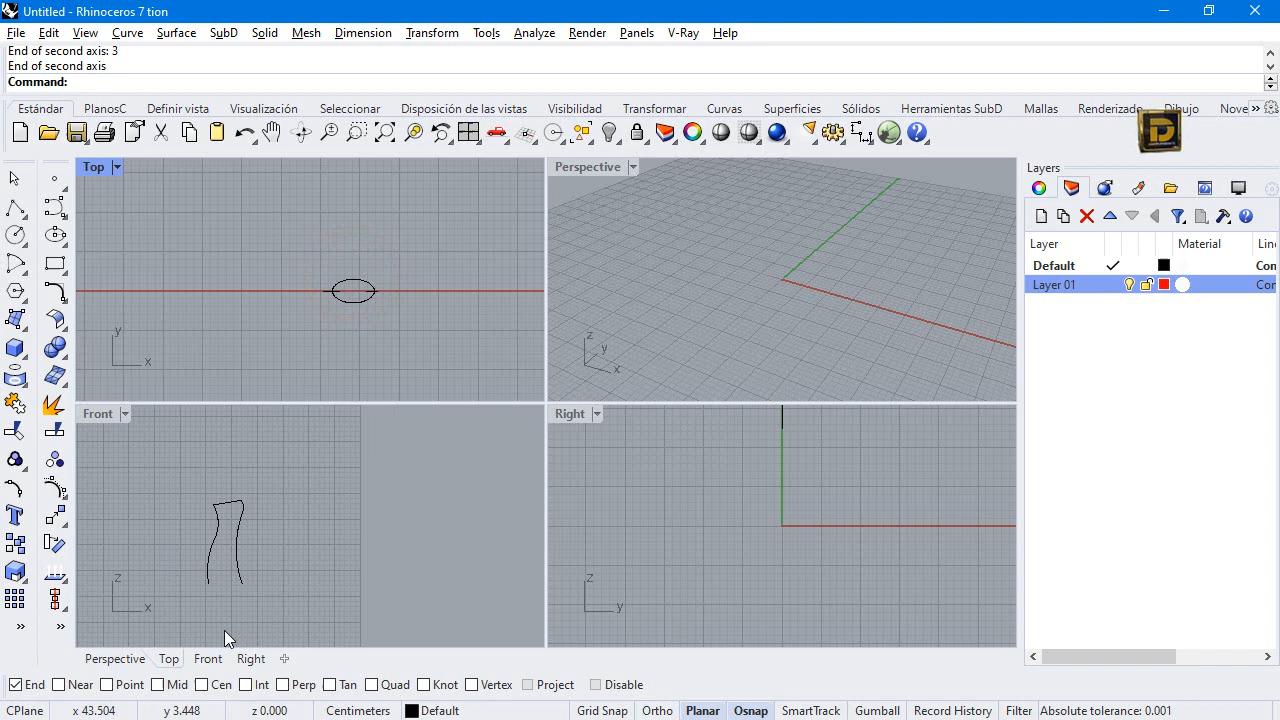 Untitled - Rhinoceros 7 tion
File Edit View Curve Surface SubD Solid Mesh Dimension Transform Tools Analyze Render Panels V-Ray Help
End of second axis: 3
End of second axis
Command:
Estándar PlanosC Definir vista Visualización Seleccionar Disposición de las vistas Visibilidad Transformar Curvas Superficies Sólidos Herramientas SubD Mallas Renderizado Dibujo Nove
Top
Perspective
Layers
Layer Material Line
Default Con
Layer 01 Cor
y
x
z
y
x
Front
Right
z
x
z
y
Perspective Top Front Right
End Near Point Mid Cen Int Perp Tan Quad Knot Vertex Project Disable
CPlane x 43.504 y 3.448 z 0.000 Centimeters Default Grid Snap Ortho Planar Osnap SmartTrack Gumball Record History Filter Absolute tolerance: 0.001